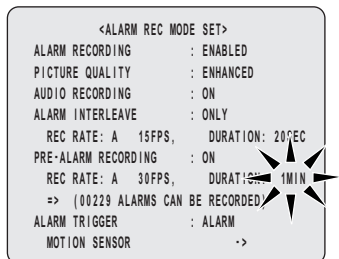 <ALARM REC MODE SET>
ALARM RECORDING : ENABLED
PICTURE QUALITY : ENHANCED
AUDIO RECORDING : ON
ALARM INTERLEAVE : ONLY
REC RATE: A 15FPS, DURATION: 20SEC
PRE-ALARM RECORDING : ON
REC RATE: A 30FPS, DURATION: 1MIN
=> (00229 ALARMS CAN BE RECORDED)
ALARM TRIGGER : ALARM
MOTION SENSOR ->